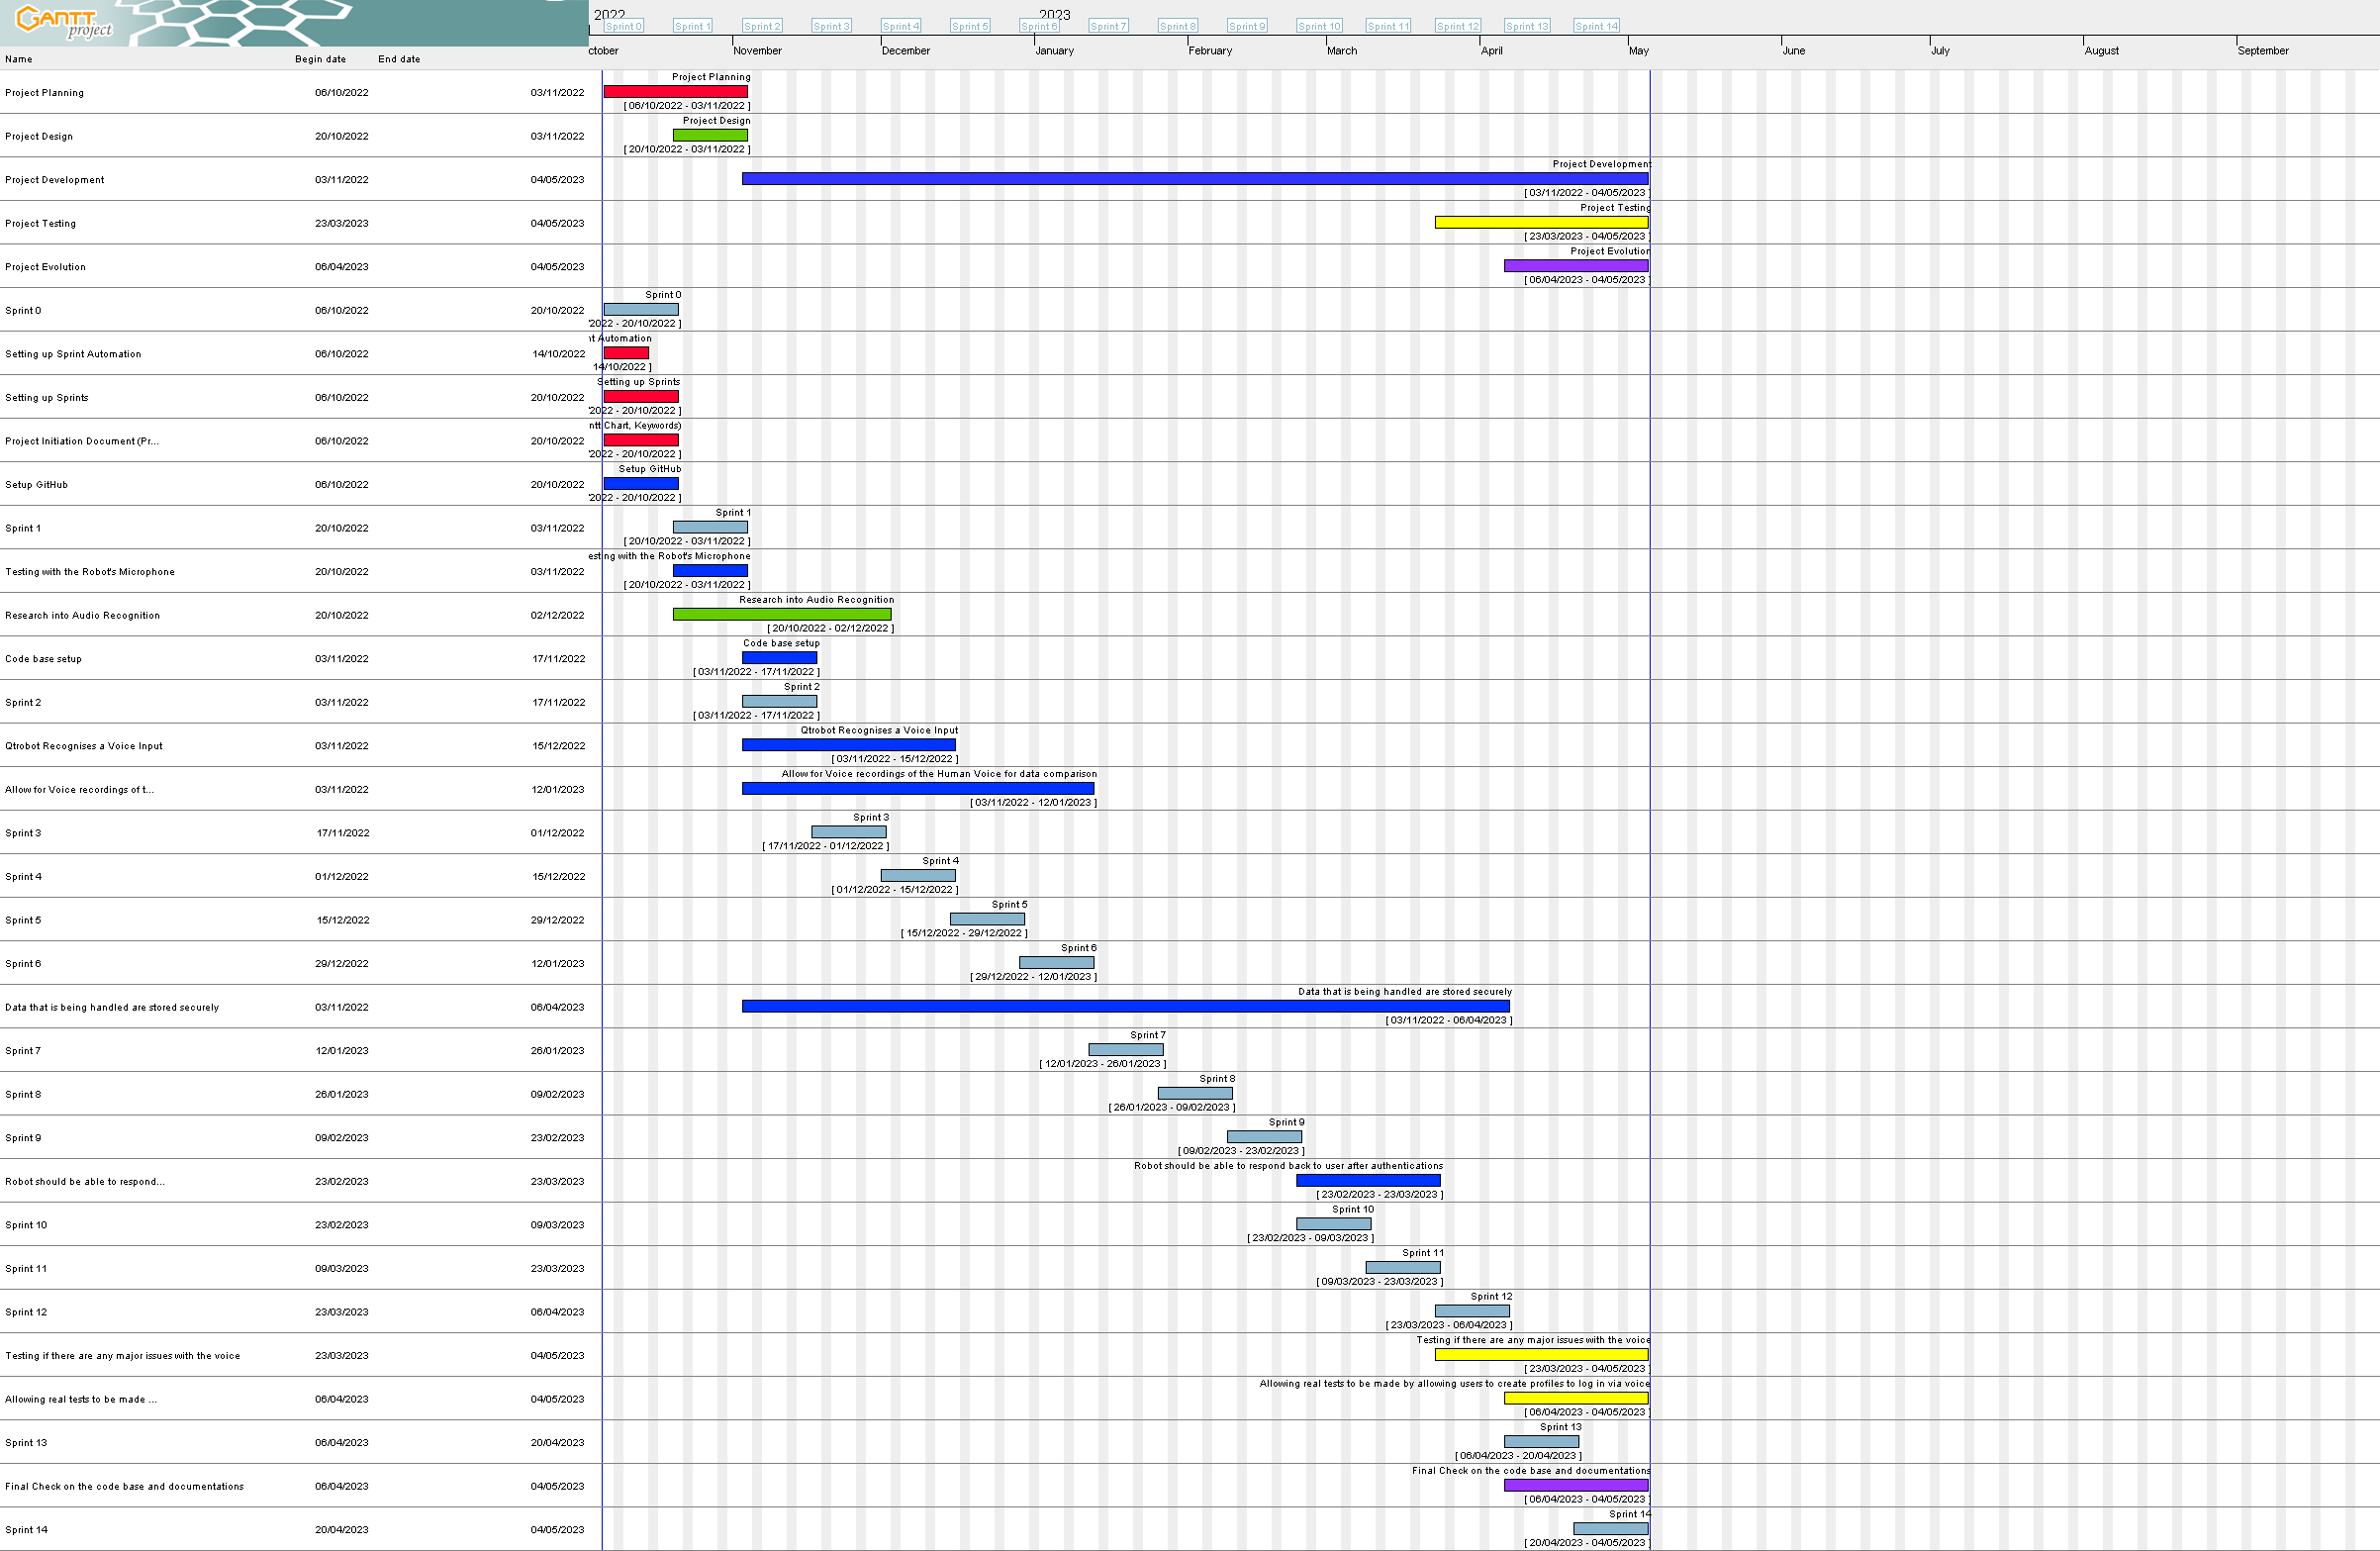 GANTT
project
2022 2023
Sprint 0 Sprint 1 Sprint 2 Sprint 3 Sprint 4 Sprint 5 Sprint 6 Sprint 7 Sprint 8 Sprint 9 Sprint 10 Sprint 11 Sprint 12 Sprint 13 Sprint 14
ctober November December January February March April May June July August September
Name Begin date End date
Project Planning
Project Planning 06/10/2022 03/11/2022
[ 06/10/2022 - 03/11/2022 ]
Project Design
Project Design 20/10/2022 03/11/2022
[ 20/10/2022 - 03/11/2022 ]
Project Development
Project Development 03/11/2022 04/05/2023
[ 03/11/2022 - 04/05/2023 ]
Project Testing
Project Testing 23/03/2023 04/05/2023
[ 23/03/2023 - 04/05/2023 ]
Project Evolution
Project Evolution 06/04/2023 04/05/2023
[ 06/04/2023 - 04/05/2023 ]
Sprint 0
Sprint 0 06/10/2022 20/10/2022
'2022 - 20/10/2022 ]
nt Automation
Setting up Sprint Automation 06/10/2022 14/10/2022
14/10/2022 ]
Setting up Sprints
Setting up Sprints 06/10/2022 20/10/2022
'2022 - 20/10/2022 ]
ntt Chart, Keywords)
Project Initiation Document (Pr... 06/10/2022 20/10/2022
'2022 - 20/10/2022 ]
Setup GitHub
Setup GitHub 06/10/2022 20/10/2022
'2022 - 20/10/2022 ]
Sprint 1
Sprint 1 20/10/2022 03/11/2022
[ 20/10/2022 - 03/11/2022 ]
esting with the Robot's Microphone
Testing with the Robot's Microphone 20/10/2022 03/11/2022
[ 20/10/2022 - 03/11/2022 ]
Research into Audio Recognition
Research into Audio Recognition 20/10/2022 02/12/2022
[ 20/10/2022 - 02/12/2022 ]
Code base setup
Code base setup 03/11/2022 17/11/2022
[ 03/11/2022 - 17/11/2022 ]
Sprint 2
Sprint 2 03/11/2022 17/11/2022
[ 03/11/2022 - 17/11/2022 ]
Qtrobot Recognises a Voice Input
Qtrobot Recognises a Voice Input 03/11/2022 15/12/2022
[ 03/11/2022 - 15/12/2022 ]
Allow for Voice recordings of the Human Voice for data comparison
Allow for Voice recordings of t... 03/11/2022 12/01/2023
[ 03/11/2022 - 12/01/2023 ]
Sprint 3
Sprint 3 17/11/2022 01/12/2022
[ 17/11/2022 - 01/12/2022 ]
Sprint 4
Sprint 4 01/12/2022 15/12/2022
[ 01/12/2022 - 15/12/2022 ]
Sprint 5
Sprint 5 15/12/2022 29/12/2022
[ 15/12/2022 - 29/12/2022 ]
Sprint 6
Sprint 6 29/12/2022 12/01/2023
[ 29/12/2022 - 12/01/2023 ]
Data that is being handled are stored securely
Data that is being handled are stored securely 03/11/2022 06/04/2023
[ 03/11/2022 - 06/04/2023 ]
Sprint 7
Sprint 7 12/01/2023 26/01/2023
[ 12/01/2023 - 26/01/2023 ]
Sprint 8
Sprint 8 26/01/2023 09/02/2023
[ 26/01/2023 - 09/02/2023 ]
Sprint 9
Sprint 9 09/02/2023 23/02/2023
[ 09/02/2023 - 23/02/2023 ]
Robot should be able to respond back to user after authentications
Robot should be able to respond... 23/02/2023 23/03/2023
[ 23/02/2023 - 23/03/2023 ]
Sprint 10
Sprint 10 23/02/2023 09/03/2023
[ 23/02/2023 - 09/03/2023 ]
Sprint 11
Sprint 11 09/03/2023 23/03/2023
[ 09/03/2023 - 23/03/2023 ]
Sprint 12
Sprint 12 23/03/2023 06/04/2023
[ 23/03/2023 - 06/04/2023 ]
Testing if there are any major issues with the voice
Testing if there are any major issues with the voice 23/03/2023 04/05/2023
[ 23/03/2023 - 04/05/2023 ]
Allowing real tests to be made by allowing users to create profiles to log in via voice
Allowing real tests to be made ... 06/04/2023 04/05/2023
[ 06/04/2023 - 04/05/2023 ]
Sprint 13
Sprint 13 06/04/2023 20/04/2023
[ 06/04/2023 - 20/04/2023 ]
Final Check on the code base and documentations
Final Check on the code base and documentations 06/04/2023 04/05/2023
[ 06/04/2023 - 04/05/2023 ]
Sprint 14
Sprint 14 20/04/2023 04/05/2023
[ 20/04/2023 - 04/05/2023 ]